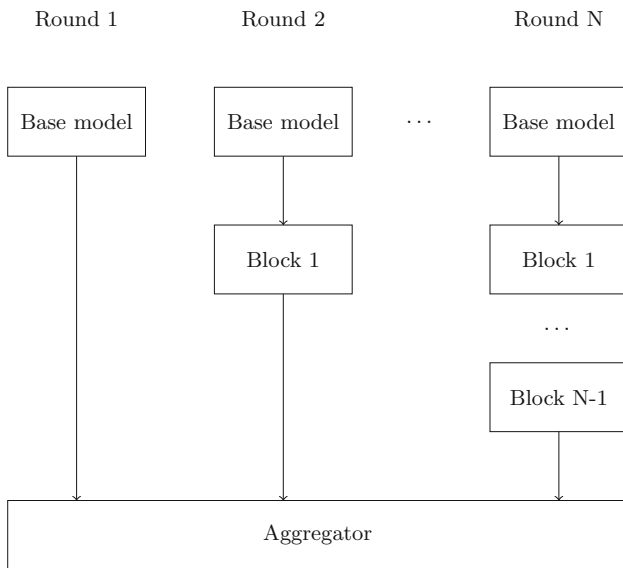 Round 1 Round 2 Round N
Base model Base model ... Base model
Block 1 Block 1
...
Block N-1
Aggregator